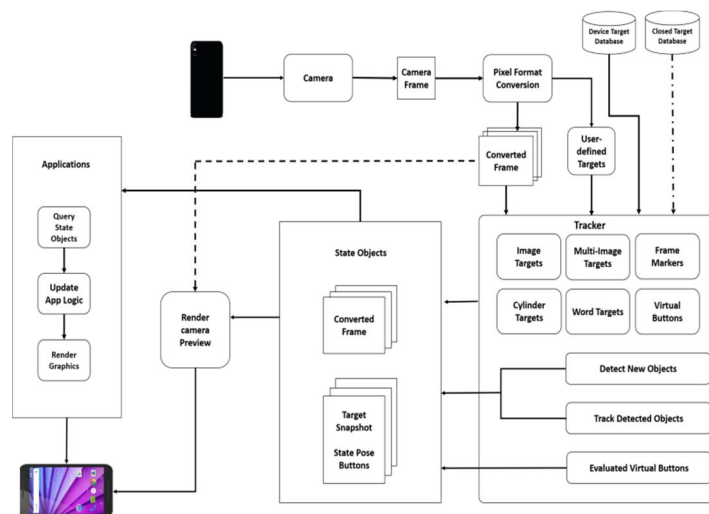 Device Target
Database
Closed Target
Database
Camera
Camera
Frame
Pixel Format
Conversion
User-
defined
Targets
Converted
Frame
Applications
Query
State
Objects
Update
App Logic
Render
Graphics
Render
camera
Preview
State Objects
Converted
Frame
Target
Snapshot
State Pose
Buttons
Tracker
Image
Targets
Multi-Image
Targets
Frame
Markers
Cylinder
Targets
Word Targets
Virtual
Buttons
Detect New Objects
Track Detected Objects
Evaluated Virtual Buttons